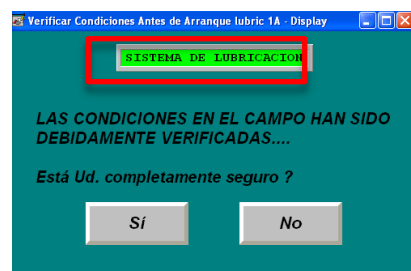 Verificar Condiciones Antes de Arranque lubric 1A - Display
SISTEMA DE LUBRICACION
LAS CONDICIONES EN EL CAMPO HAN SIDO
DEBIDAMENTE VERIFICADAS....
Está Ud. completamente seguro ?
Sí
No